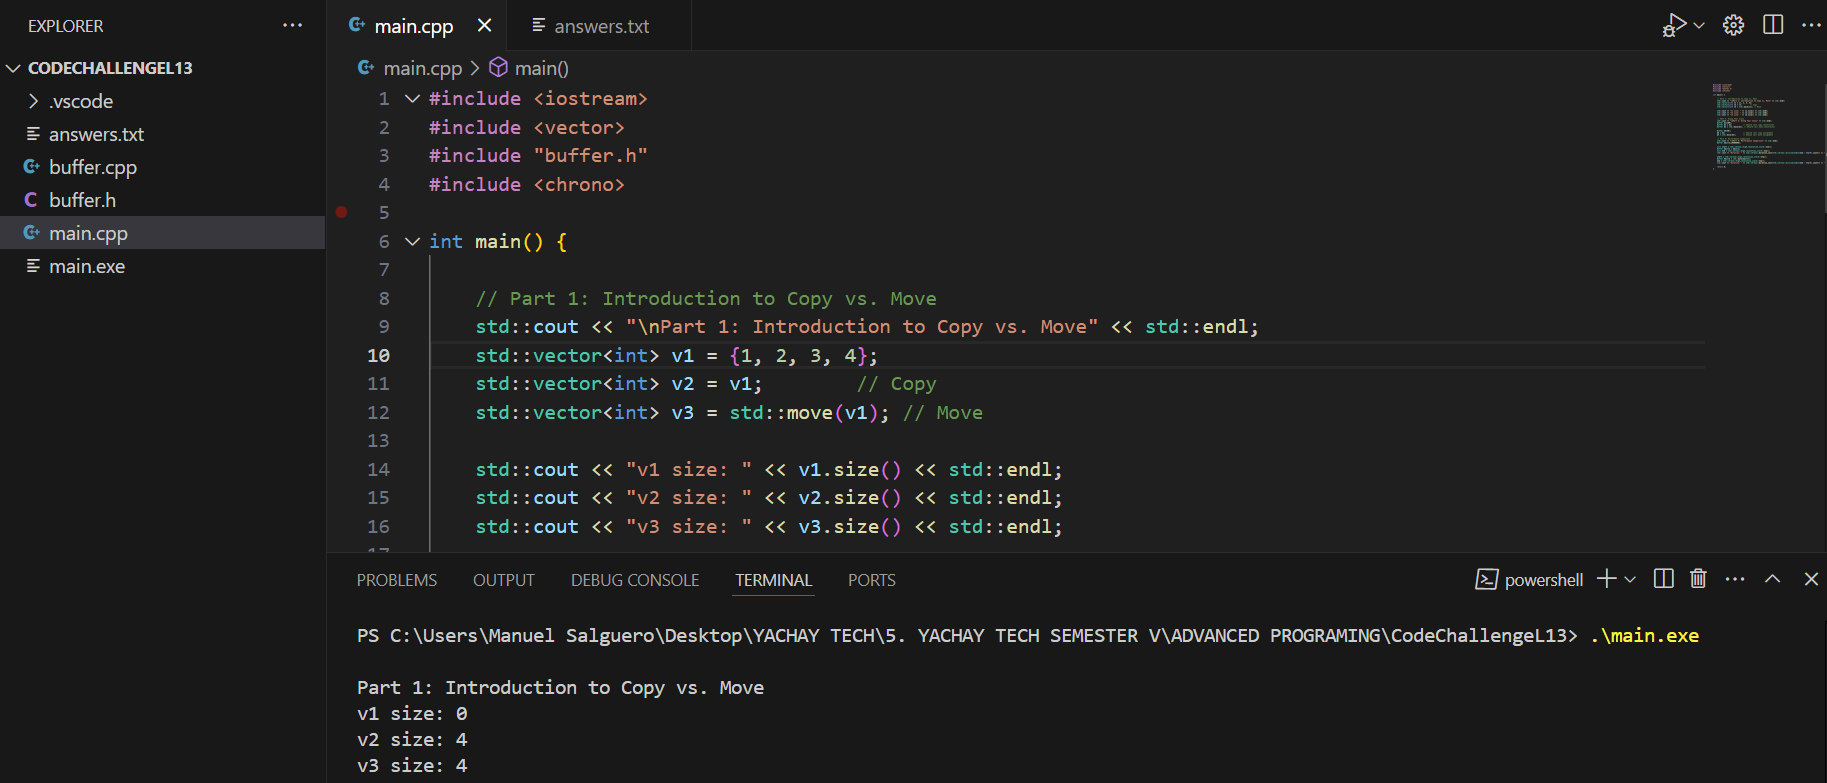 EXPLORER ···
CODECHALLENGEL13
.vscode
answers.txt
buffer.cpp
buffer.h
main.cpp
main.exe
main.cpp answers.txt
main.cpp > main()
1 #include <iostream>
2 #include <vector>
3 #include "buffer.h"
4 #include <chrono>
5
6 int main() {
7
8 // Part 1: Introduction to Copy vs. Move
9 std::cout << "\nPart 1: Introduction to Copy vs. Move" << std::endl;
10 std::vector<int> v1 = {1, 2, 3, 4};
11 std::vector<int> v2 = v1; // Copy
12 std::vector<int> v3 = std::move(v1); // Move
13
14 std::cout << "v1 size: " << v1.size() << std::endl;
15 std::cout << "v2 size: " << v2.size() << std::endl;
16 std::cout << "v3 size: " << v3.size() << std::endl;
PROBLEMS OUTPUT DEBUG CONSOLE TERMINAL PORTS powershell
PS C:\Users\Manuel Salguero\Desktop\YACHAY TECH\5. YACHAY TECH SEMESTER V\ADVANCED PROGRAMING\CodeChallengeL13> .\main.exe
Part 1: Introduction to Copy vs. Move
v1 size: 0
v2 size: 4
v3 size: 4